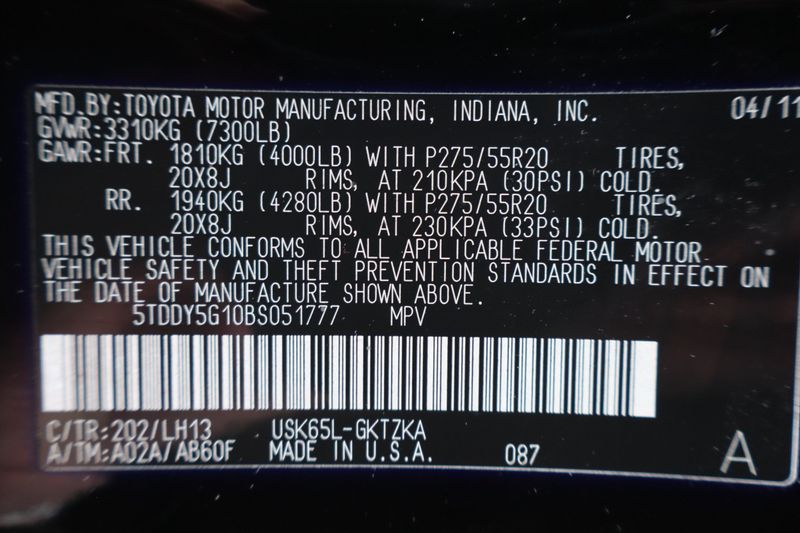 MFD.BY:TOYOTA MOTOR MANUFACTURING, INDIANA, INC. 04/11
GVWR:3310KG (7300LB)
GAWR:FRT. 1810KG (4000LB) WITH P275/55R20 TIRES,
20X8J RIMS, AT 210KPA (30PSI) COLD.
RR. 1940KG (4280LB) WITH P275/55R20 TIRES,
20X8J RIMS, AT 230KPA (33PSI) COLD.
THIS VEHICLE CONFORMS TO ALL APPLICABLE FEDERAL MOTOR
VEHICLE SAFETY AND THEFT PREVENTION STANDARDS IN EFFECT ON
THE DATE OF MANUFACTURE SHOWN ABOVE.
5TDDY5G10BS051777 MPV
C/TR:202/LH13 USK65L-GKTZKA
A/TM:A02A/AB60F MADE IN U.S.A. 087 A